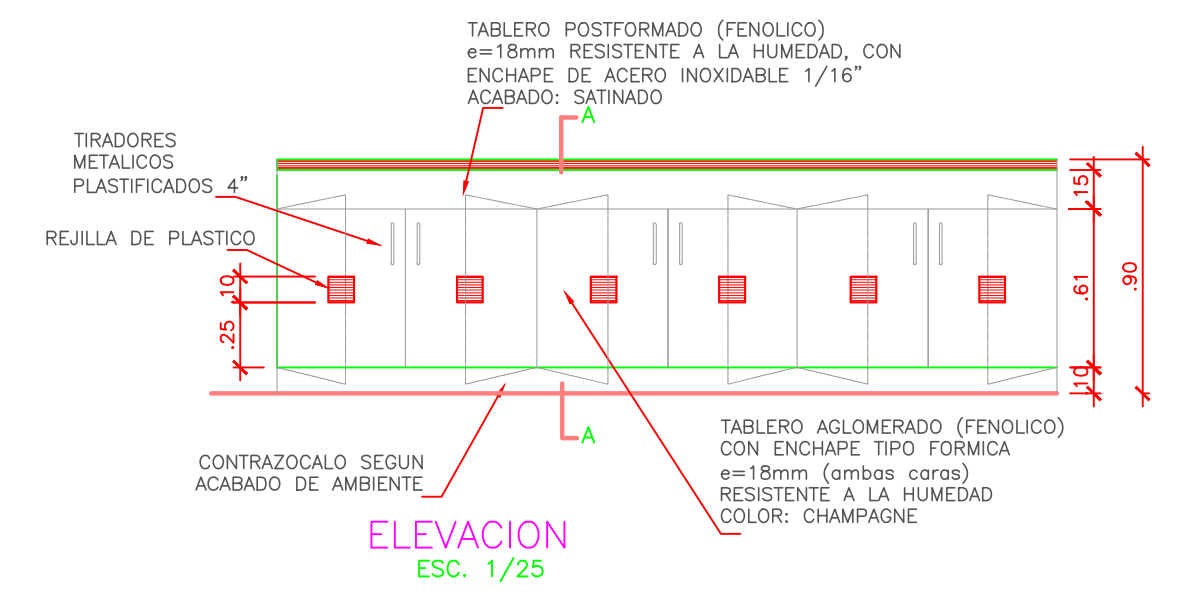 TABLERO POSTFORMADO (FENOLICO)
e=18mm RESISTENTE A LA HUMEDAD, CON
ENCHAPE DE ACERO INOXIDABLE 1/16”
ACABADO: SATINADO
A
TIRADORES
METALICOS
PLASTIFICADOS 4”
REJILLA DE PLASTICO
.10
.25
.15
.61
.10
.90
A
TABLERO AGLOMERADO (FENOLICO)
CON ENCHAPE TIPO FORMICA
e=18mm (ambas caras)
RESISTENTE A LA HUMEDAD
COLOR: CHAMPAGNE
CONTRAZOCALO SEGUN
ACABADO DE AMBIENTE
ELEVACION
ESC. 1/25